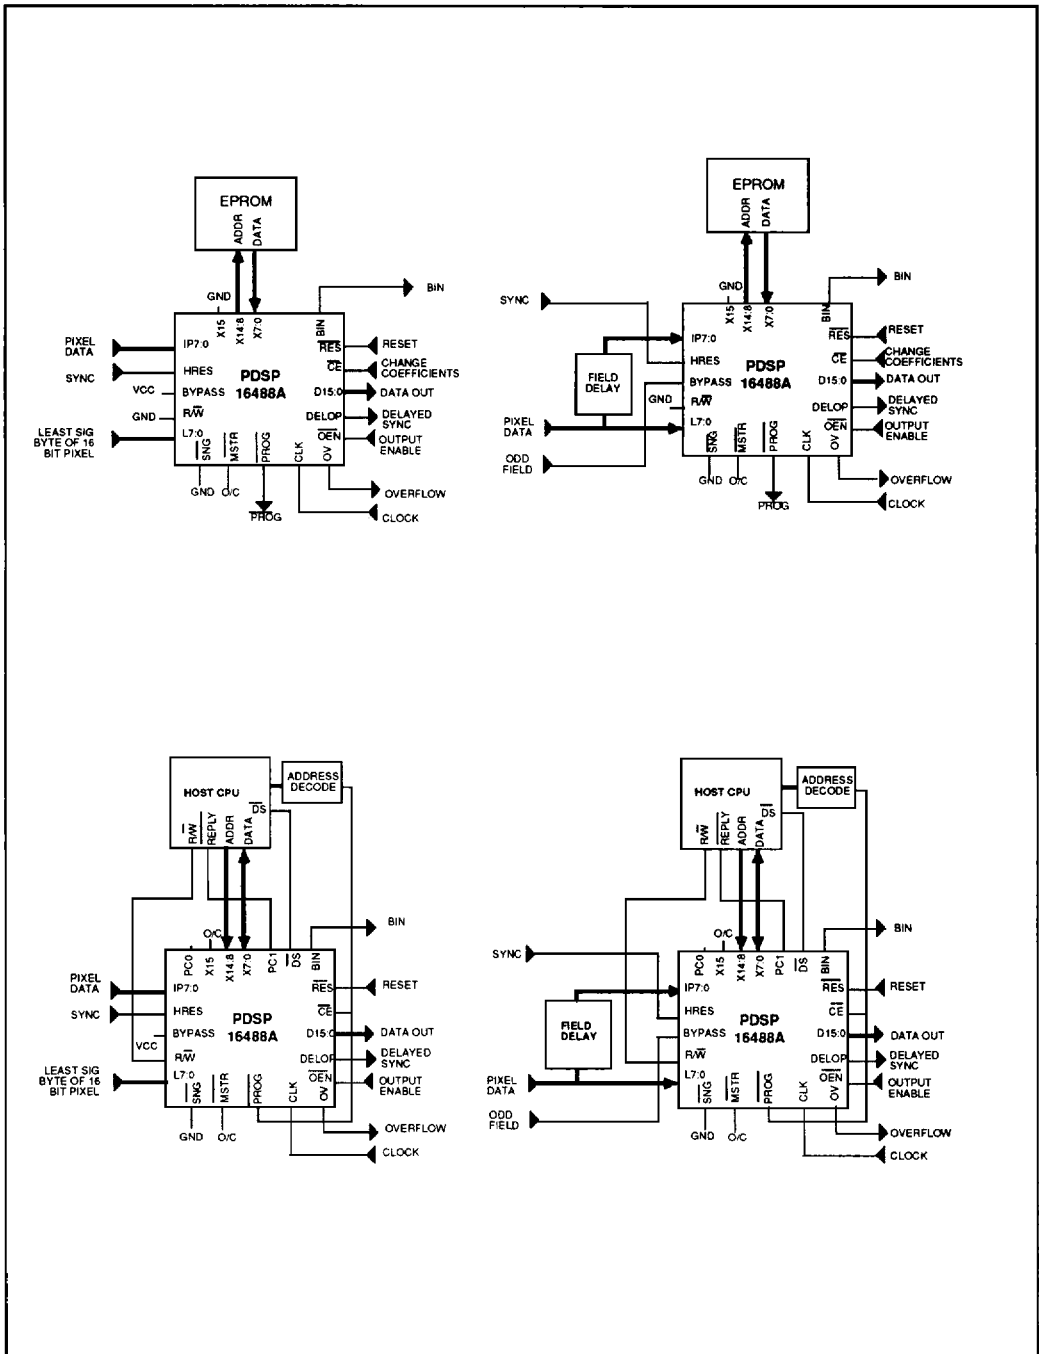 EPROM
ADDR
DATA
GND
X15
X14:8
X7:0
BIN
BIN
PIXEL
DATA
IP7:0
RES
RESET
SYNC
HRES
CE
CHANGE
COEFFICIENTS
PDSP
16488A
VCC
BYPASS
D15:0
DATA OUT
GND
R/W
DELOP
DELAYED
SYNC
LEAST SIG
BYTE OF 16
BIT PIXEL
L7:0
OEN
OUTPUT
ENABLE
SNG
MSTR
PROG
CLK
OV
GND
O/C
OVERFLOW
PROG
CLOCK
EPROM
ADDR
DATA
SYNC
GND
X15
X14:8
X7:0
BIN
BIN
IP7:0
RES
RESET
HRES
CE
CHANGE
COEFFICIENTS
FIELD
DELAY
PDSP
16488A
BYPASS
D15:0
DATA OUT
GND
R/W
DELOP
DELAYED
SYNC
PIXEL
DATA
L7:0
OEN
OUTPUT
ENABLE
ODD
FIELD
SNG
MSTR
PROG
CLK
OV
GND
O/C
OVERFLOW
PROG
CLOCK
HOST CPU
ADDRESS
DECODE
R/W
REPLY
ADDR
DATA
DS
O/C
BIN
PC0
X15
X14:8
X7:0
PC1
DS
BIN
PIXEL
DATA
IP7:0
RES
RESET
SYNC
HRES
CE
PDSP
16488A
VCC
BYPASS
D15:0
DATA OUT
R/W
DELOP
DELAYED
SYNC
LEAST SIG
BYTE OF 16
BIT PIXEL
L7:0
OEN
OUTPUT
ENABLE
SNG
MSTR
PROG
CLK
OV
GND
O/C
OVERFLOW
CLOCK
HOST CPU
ADDRESS
DECODE
R/W
REPLY
ADDR
DATA
DS
O/C
BIN
SYNC
PC0
X15
X14:8
X7:0
PC1
DS
BIN
IP7:0
RES
RESET
HRES
CE
FIELD
DELAY
PDSP
16488A
BYPASS
D15:0
DATA OUT
R/W
DELOP
DELAYED
SYNC
PIXEL
DATA
L7:0
OEN
OUTPUT
ENABLE
ODD
FIELD
SNG
MSTR
PROG
CLK
OV
GND
O/C
OVERFLOW
CLOCK